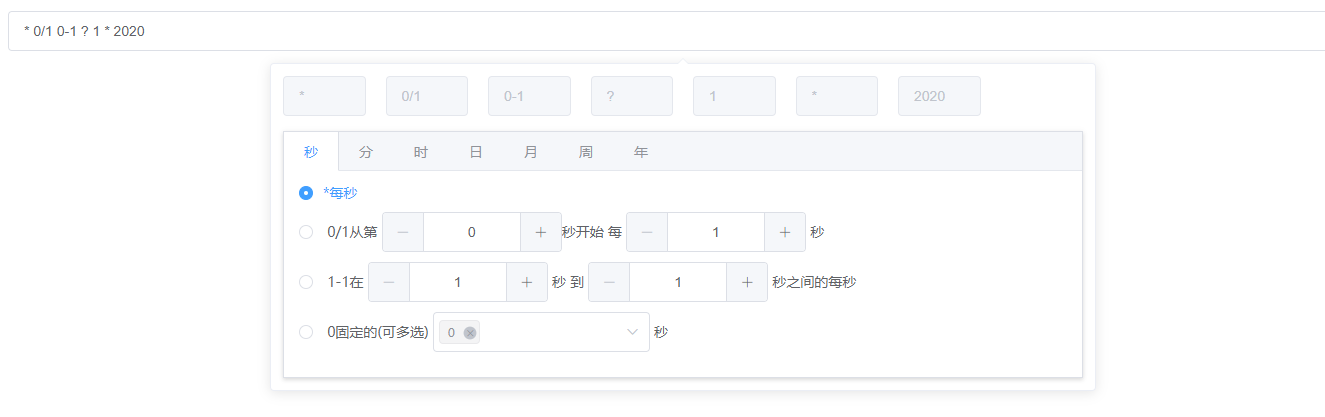 * 0/1 0-1 ? 1 * 2020
* 0/1 0-1 ? 1 * 2020
秒 分 时 日 月 周 年
*每秒
0/1从第 − 0 + 秒开始 每 − 1 + 秒
1-1在 − 1 + 秒 到 − 1 + 秒之间的每秒
0固定的(可多选) 0 秒